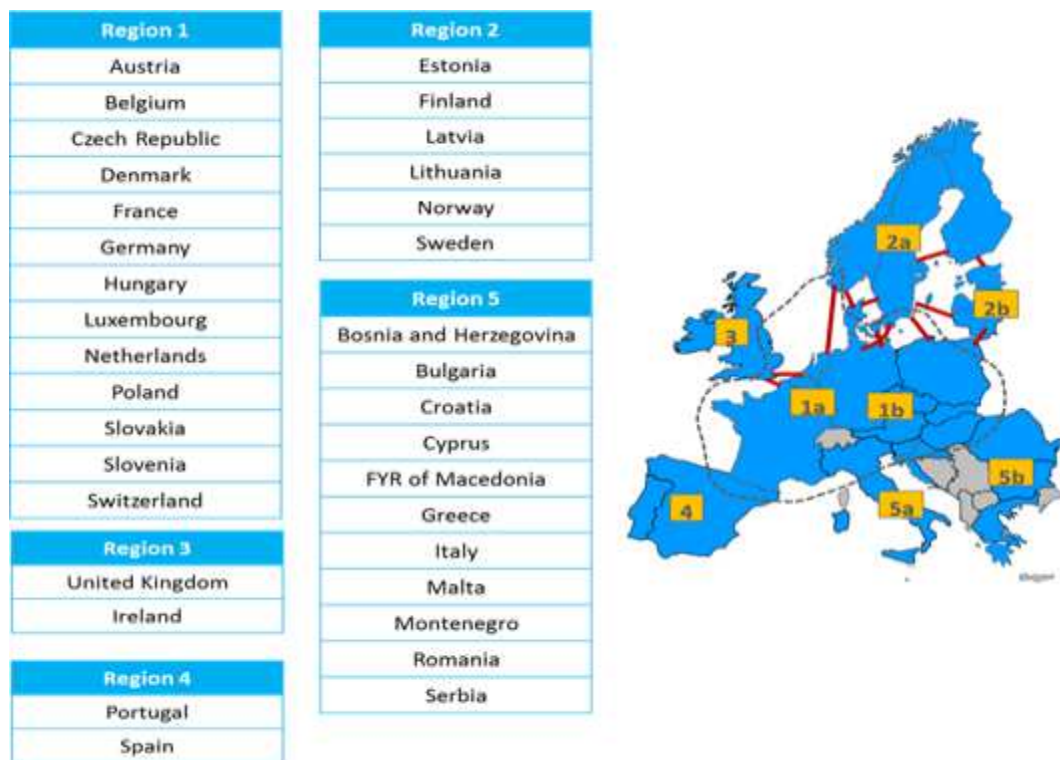 Region 1
Austria
Belgium
Czech Republic
Denmark
France
Germany
Hungary
Luxembourg
Netherlands
Poland
Slovakia
Slovenia
Switzerland
Region 3
United Kingdom
Ireland
Region 4
Portugal
Spain
Region 2
Estonia
Finland
Latvia
Lithuania
Norway
Sweden
Region 5
Bosnia and Herzegovina
Bulgaria
Croatia
Cyprus
FYR of Macedonia
Greece
Italy
Malta
Montenegro
Romania
Serbia
2a
2b
3
1a
1b
5b
4
5a